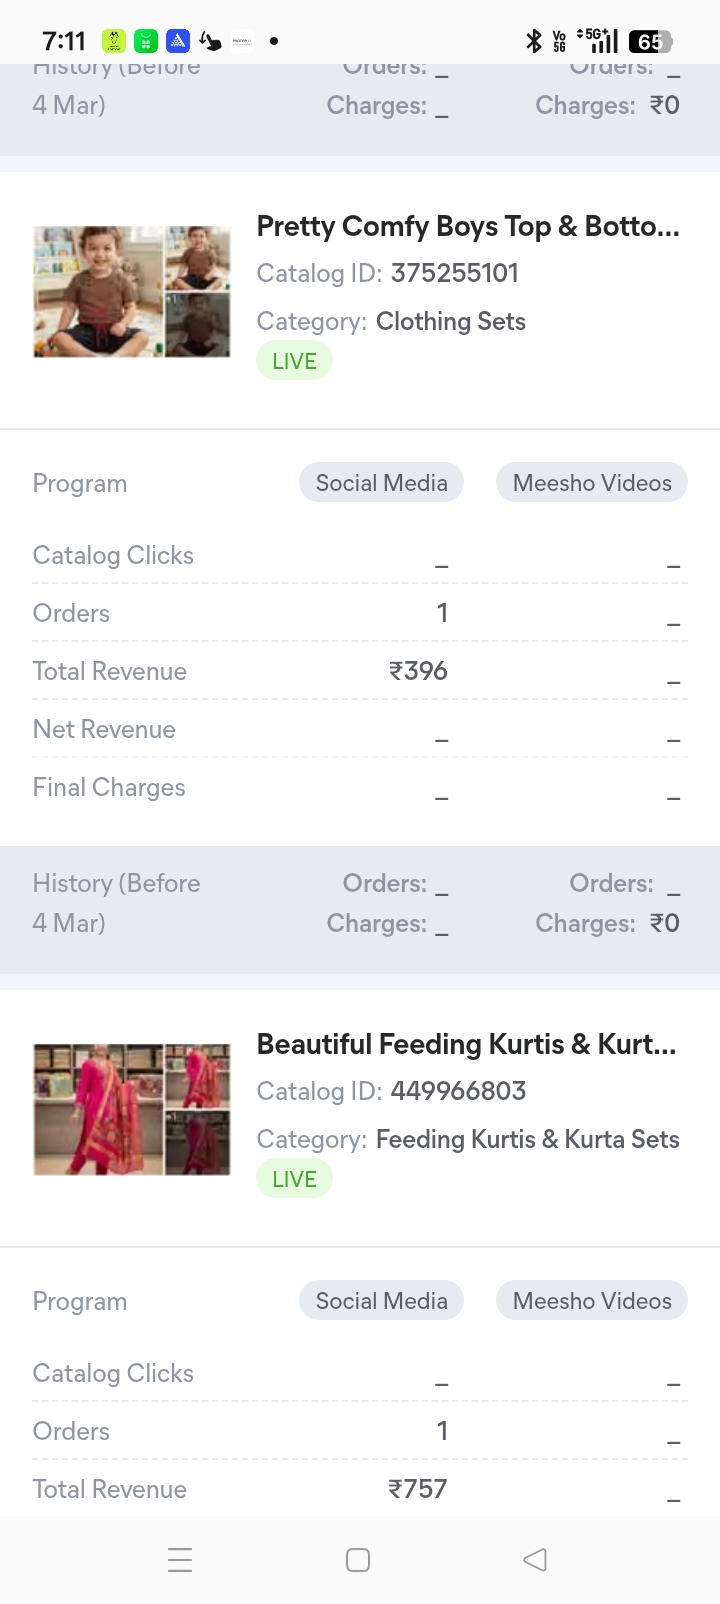 7:11
Vo 5G
5G+
65
History (Before Orders: _ Orders: _
4 Mar) Charges: _ Charges: ₹0
Pretty Comfy Boys Top & Botto...
Catalog ID: 375255101
Category: Clothing Sets
LIVE
Program Social Media Meesho Videos
Catalog Clicks _ _
Orders 1 _
Total Revenue ₹396 _
Net Revenue _ _
Final Charges _ _
History (Before Orders: _ Orders: _
4 Mar) Charges: _ Charges: ₹0
Beautiful Feeding Kurtis & Kurt...
Catalog ID: 449966803
Category: Feeding Kurtis & Kurta Sets
LIVE
Program Social Media Meesho Videos
Catalog Clicks _ _
Orders 1 _
Total Revenue ₹757 _